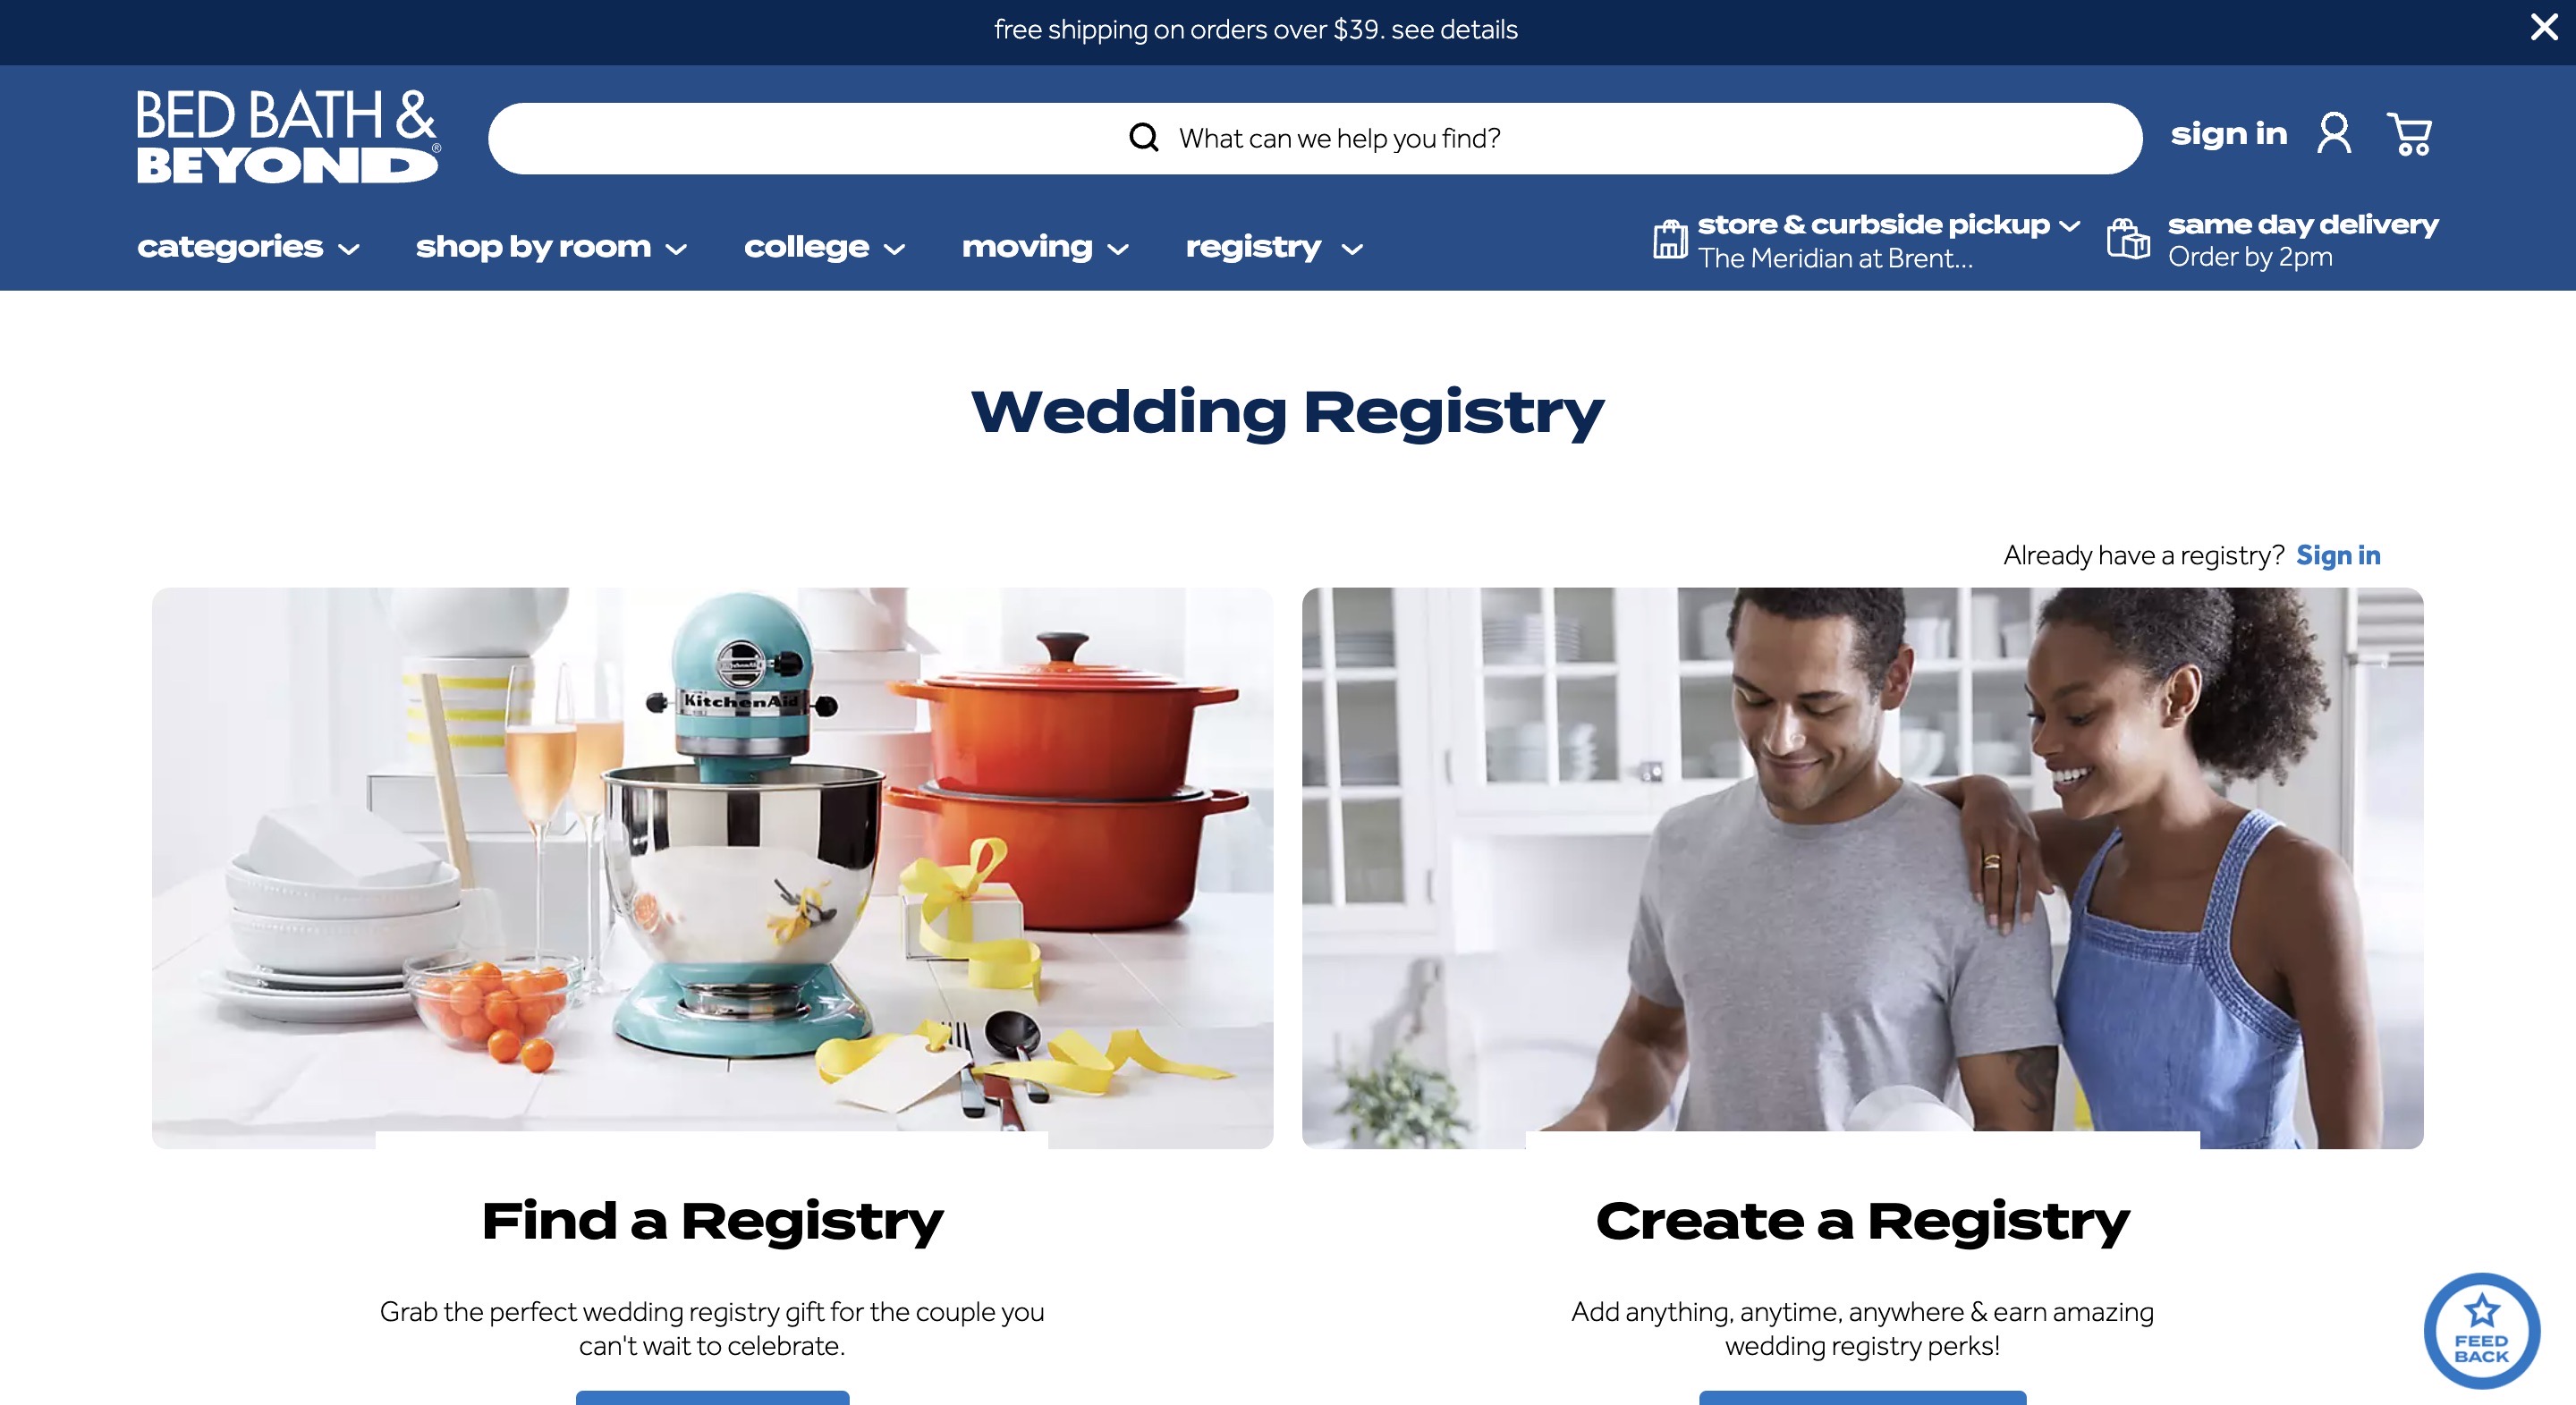 free shipping on orders over $39. see details
BED BATH &
BEYOND®
What can we help you find?
sign in
categories
shop by room
college
moving
registry
store & curbside pickup
The Meridian at Brent...
same day delivery
Order by 2pm
Wedding Registry
Already have a registry? Sign in
KitchenAid
KitchenAid
Find a Registry
Create a Registry
Grab the perfect wedding registry gift for the couple you
can't wait to celebrate.
Add anything, anytime, anywhere & earn amazing
wedding registry perks!
FEED
BACK